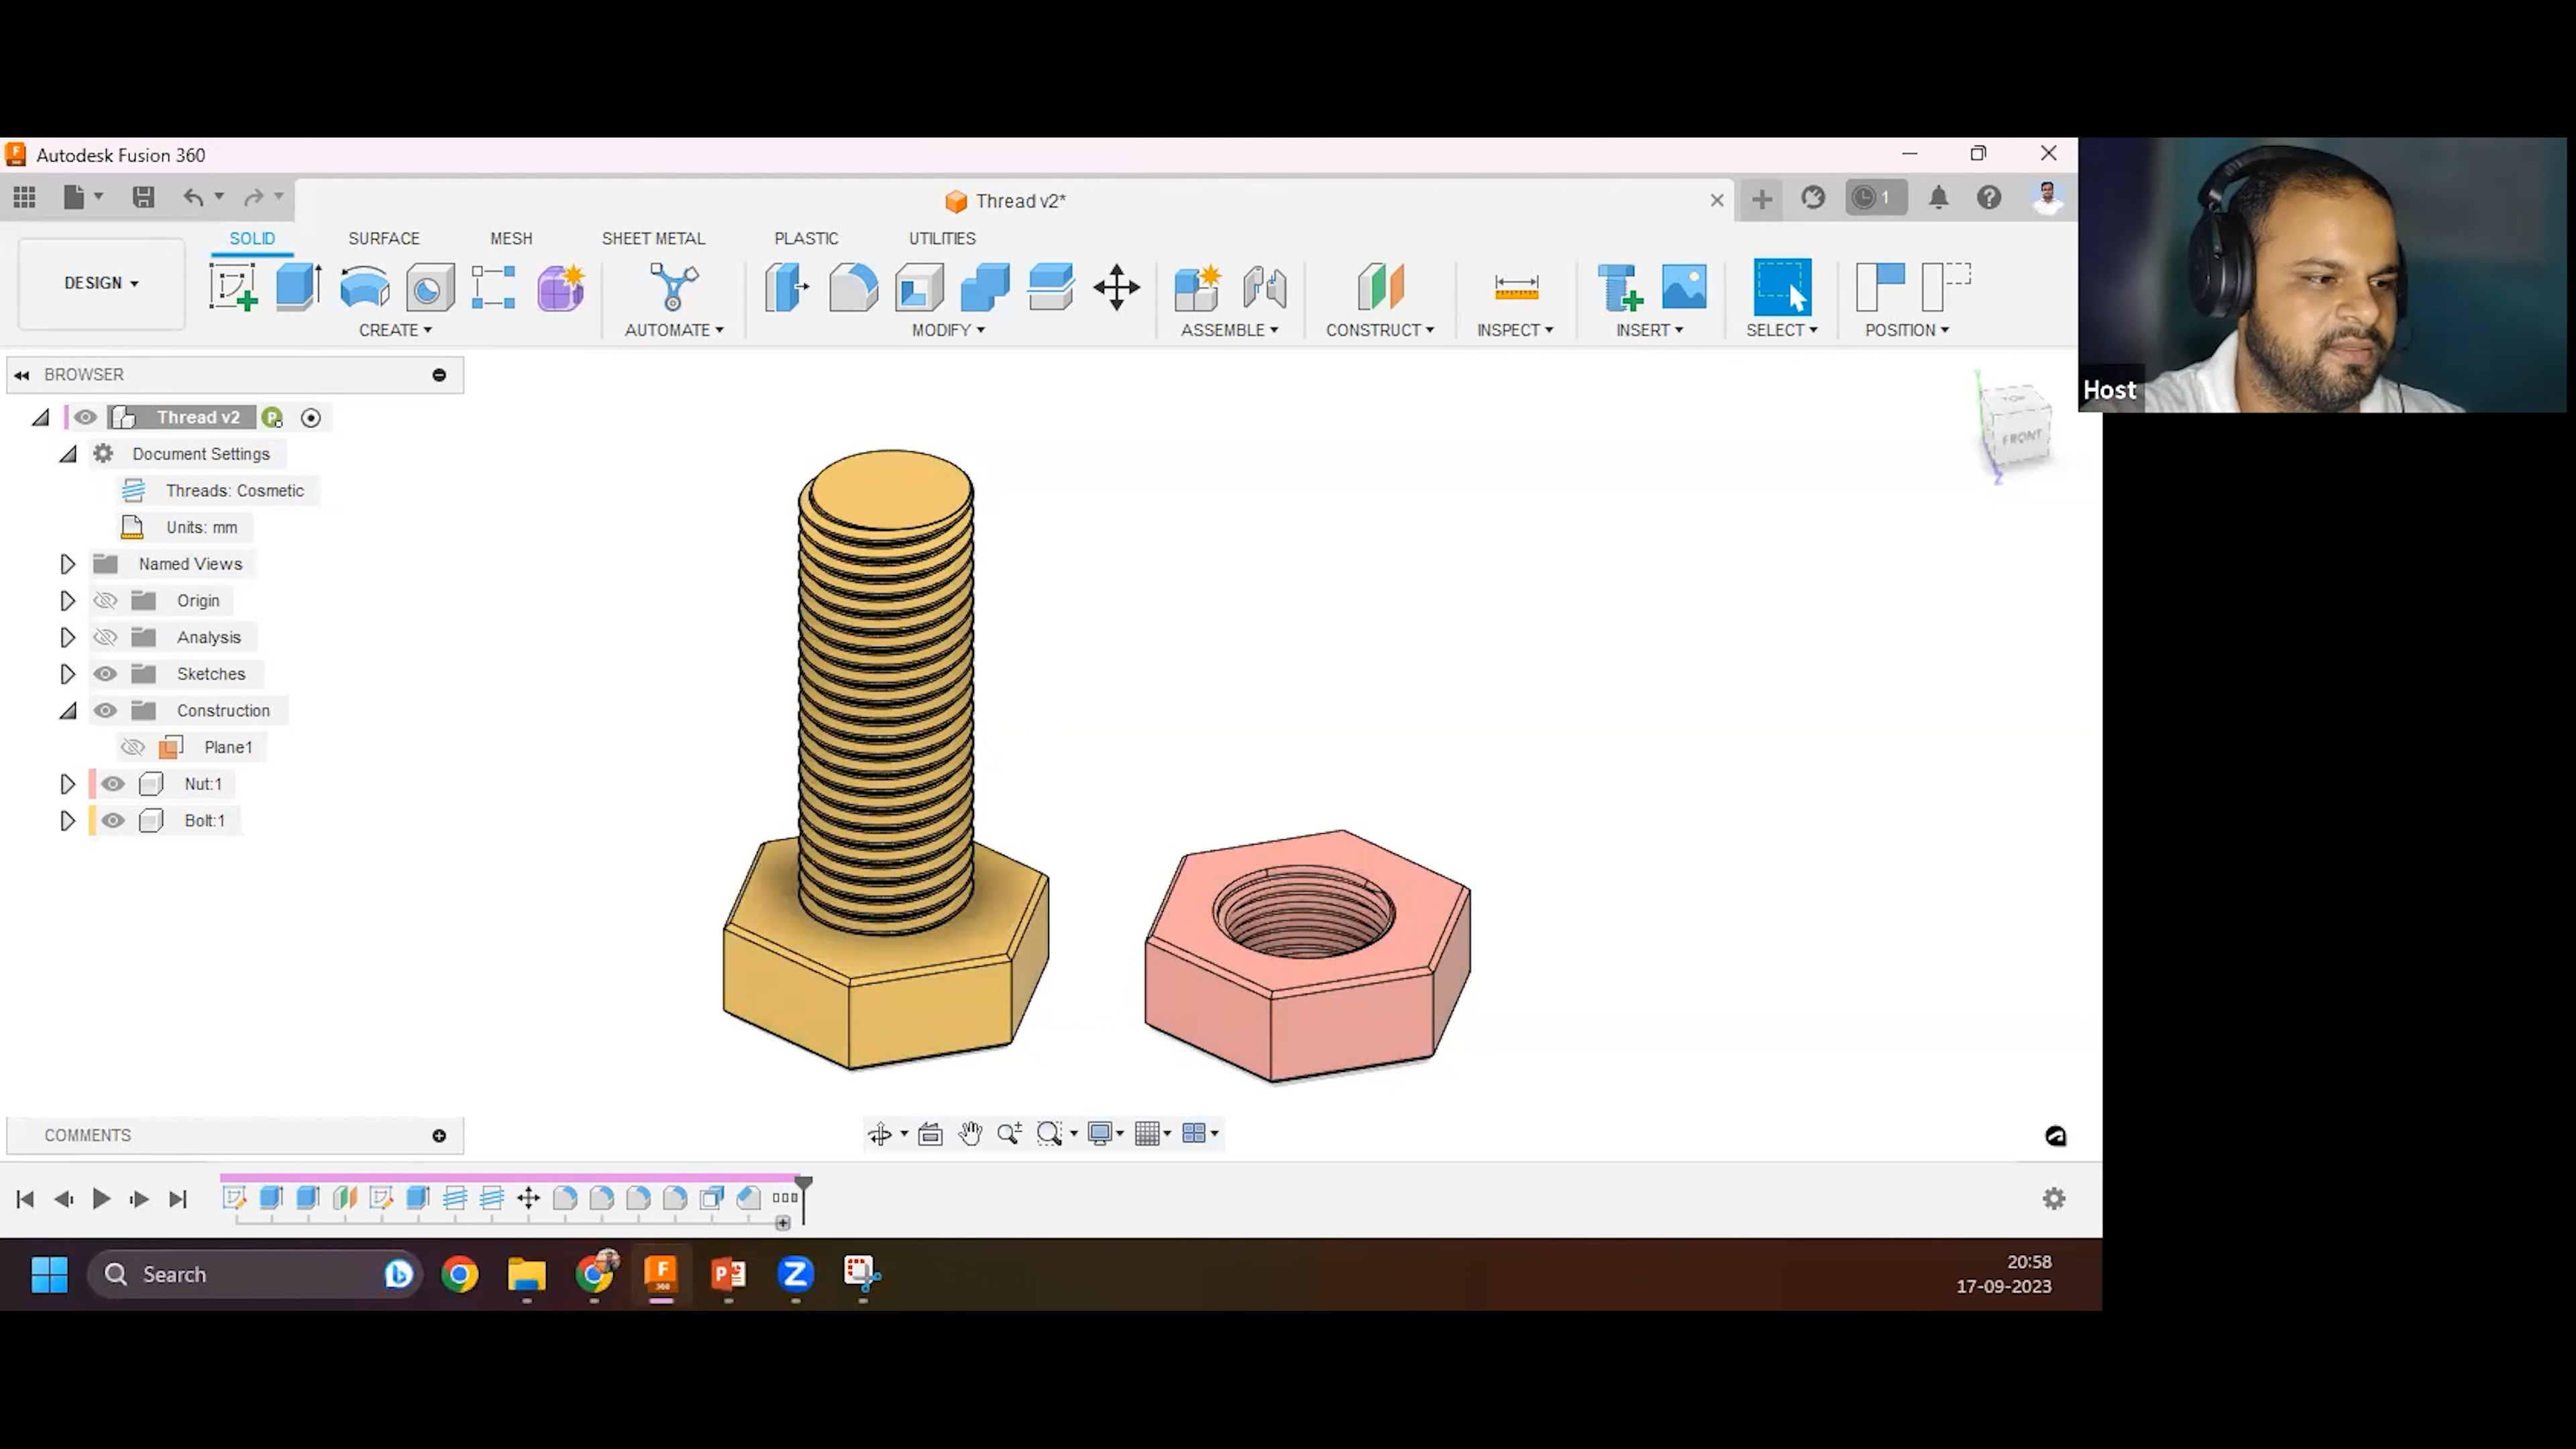 Autodesk Fusion 360
Thread v2*
1
SOLID SURFACE MESH SHEET METAL PLASTIC UTILITIES
DESIGN
CREATE AUTOMATE MODIFY ASSEMBLE CONSTRUCT INSPECT INSERT SELECT POSITION
Host
BROWSER
Thread v2
Document Settings
Threads: Cosmetic
Units: mm
Named Views
Origin
Analysis
Sketches
Construction
Plane1
Nut:1
Bolt:1
TOP
FRONT
Z
COMMENTS
Search
20:58
17-09-2023